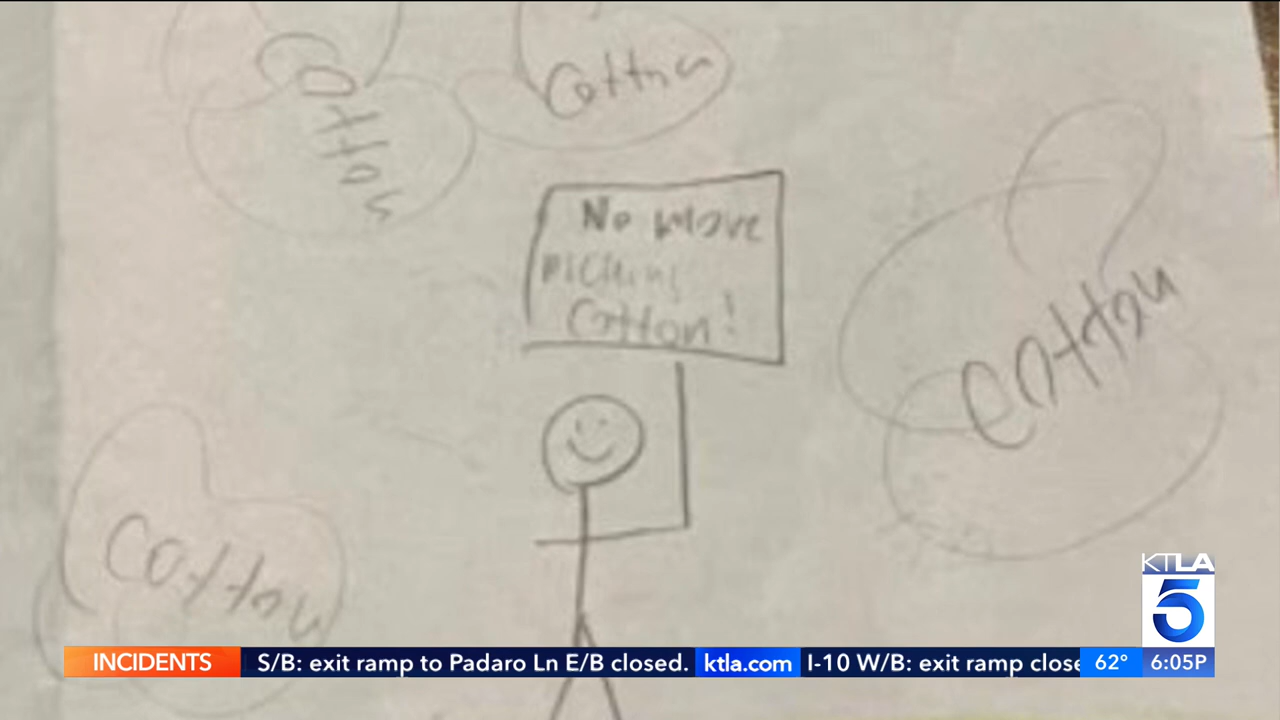 Cotton
Cotton
No more
picking
Cotton!
Cotton
Cotton
KTLA
5
INCIDENTS
S/B: exit ramp to Padaro Ln E/B closed.
ktla.com
I-10 W/B: exit ramp close
62°
6:05P